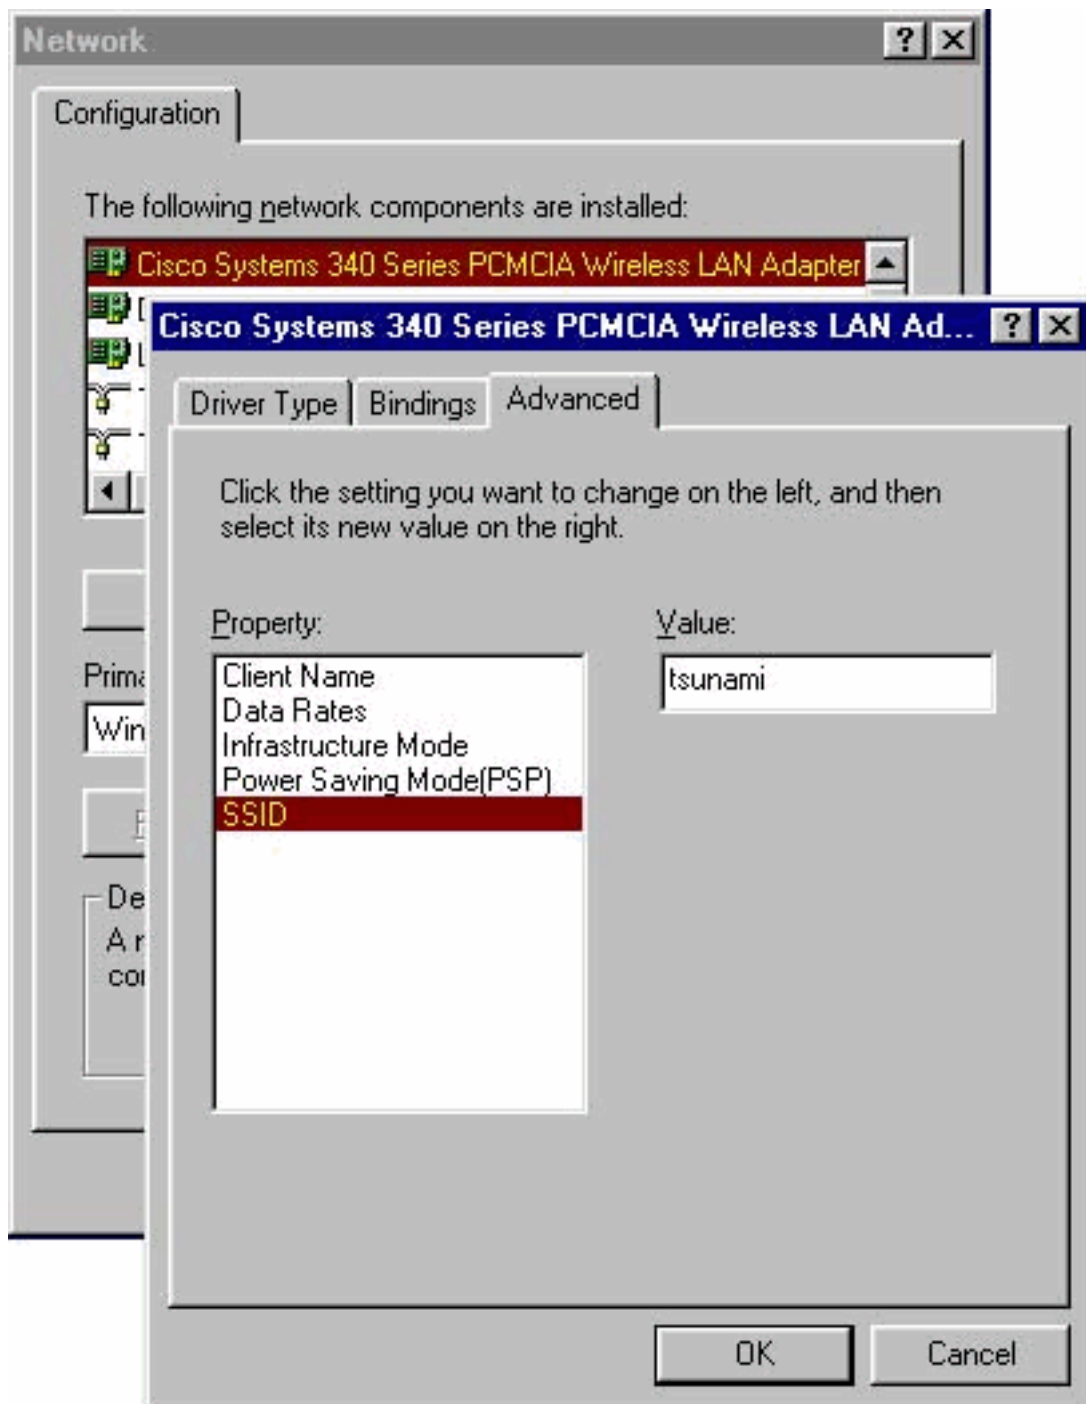 Network
Configuration
The following network components are installed:
Cisco Systems 340 Series PCMCIA Wireless LAN Adapter
Cisco Systems 340 Series PCMCIA Wireless LAN Ad...
Driver Type
Bindings
Advanced
Click the setting you want to change on the left, and then
select its new value on the right.
Property:
Client Name
Data Rates
Infrastructure Mode
Power Saving Mode(PSP)
SSID
Value:
tsunami
Prima
Win
De
A r
OK
Cancel